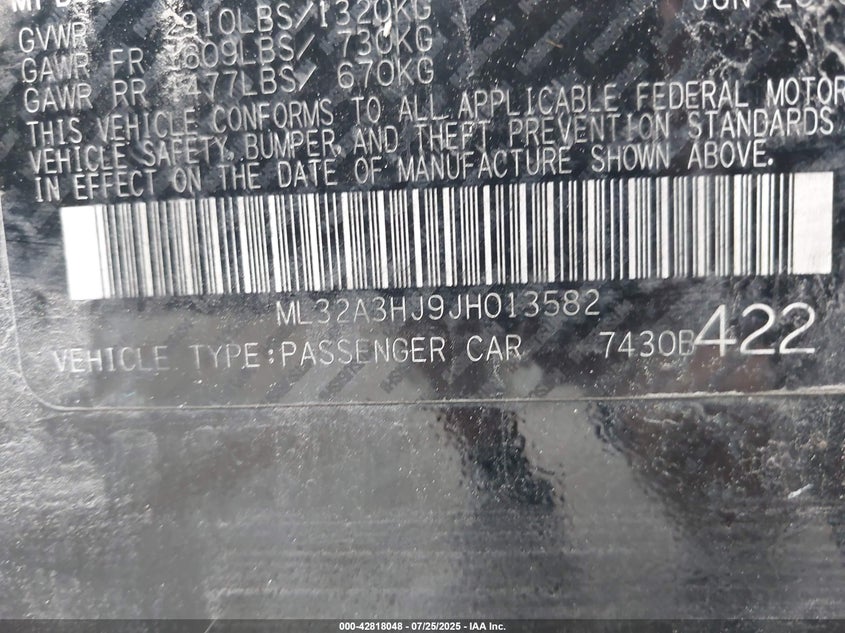 JUN 20
GVWR 2910LBS/1320KG
GAWR FR 1609LBS/ 730KG
GAWR RR 1477LBS/ 670KG
THIS VEHICLE CONFORMS TO ALL APPLICABLE FEDERAL MOTOR
VEHICLE SAFETY, BUMPER, AND THEFT PREVENTION STANDARDS
IN EFFECT ON THE DATE OF MANUFACTURE SHOWN ABOVE.
ML32A3HJ9JH013582
VEHICLE TYPE:PASSENGER CAR 7430B422
000-42818048 - 07/25/2025 - IAA Inc.